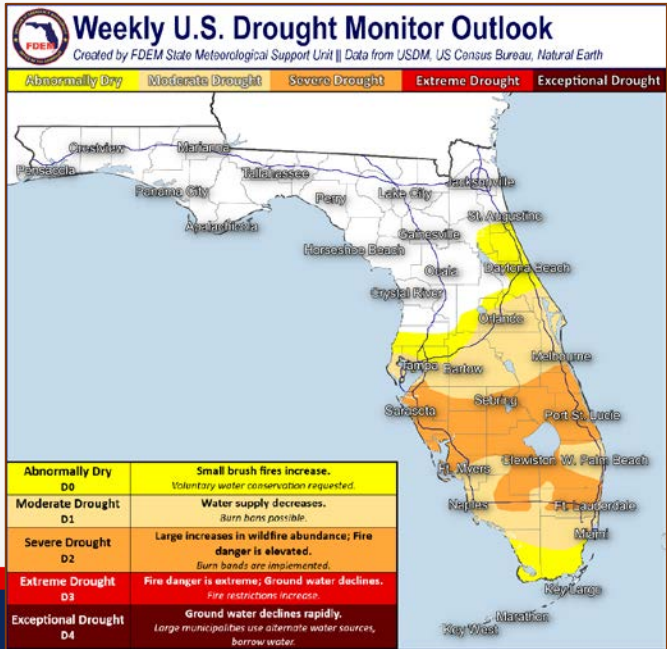 FDEM
Weekly U.S. Drought Monitor Outlook
Created by FDEM State Meteorological Support Unit || Data from USDM, US Census Bureau, Natural Earth
Abnormally Dry Moderate Drought Severe Drought Extreme Drought Exceptional Drought
Crestview Marianna
Pensacola Tallahassee Jacksonville
Panama City Perry Lake City
Apalachicola St. Augustine
Gainesville
Horseshoe Beach
Ocala Daytona Beach
Crystal River
Orlando
Tampa Bartow Melbourne
Sarasota Sebring
Port St. Lucie
Ft. Myers Clewiston W. Palm Beach
Naples Ft. Lauderdale
Miami
Key Largo
Marathon
Key West
Abnormally Dry
D0
Small brush fires increase.
Voluntary water conservation requested.
Moderate Drought
D1
Water supply decreases.
Burn bans possible.
Severe Drought
D2
Large increases in wildfire abundance; Fire
danger is elevated.
Burn bands are implemented.
Extreme Drought
D3
Fire danger is extreme; Ground water declines.
Fire restrictions increase.
Exceptional Drought
D4
Ground water declines rapidly.
Large municipalities use alternate water sources,
borrow water.